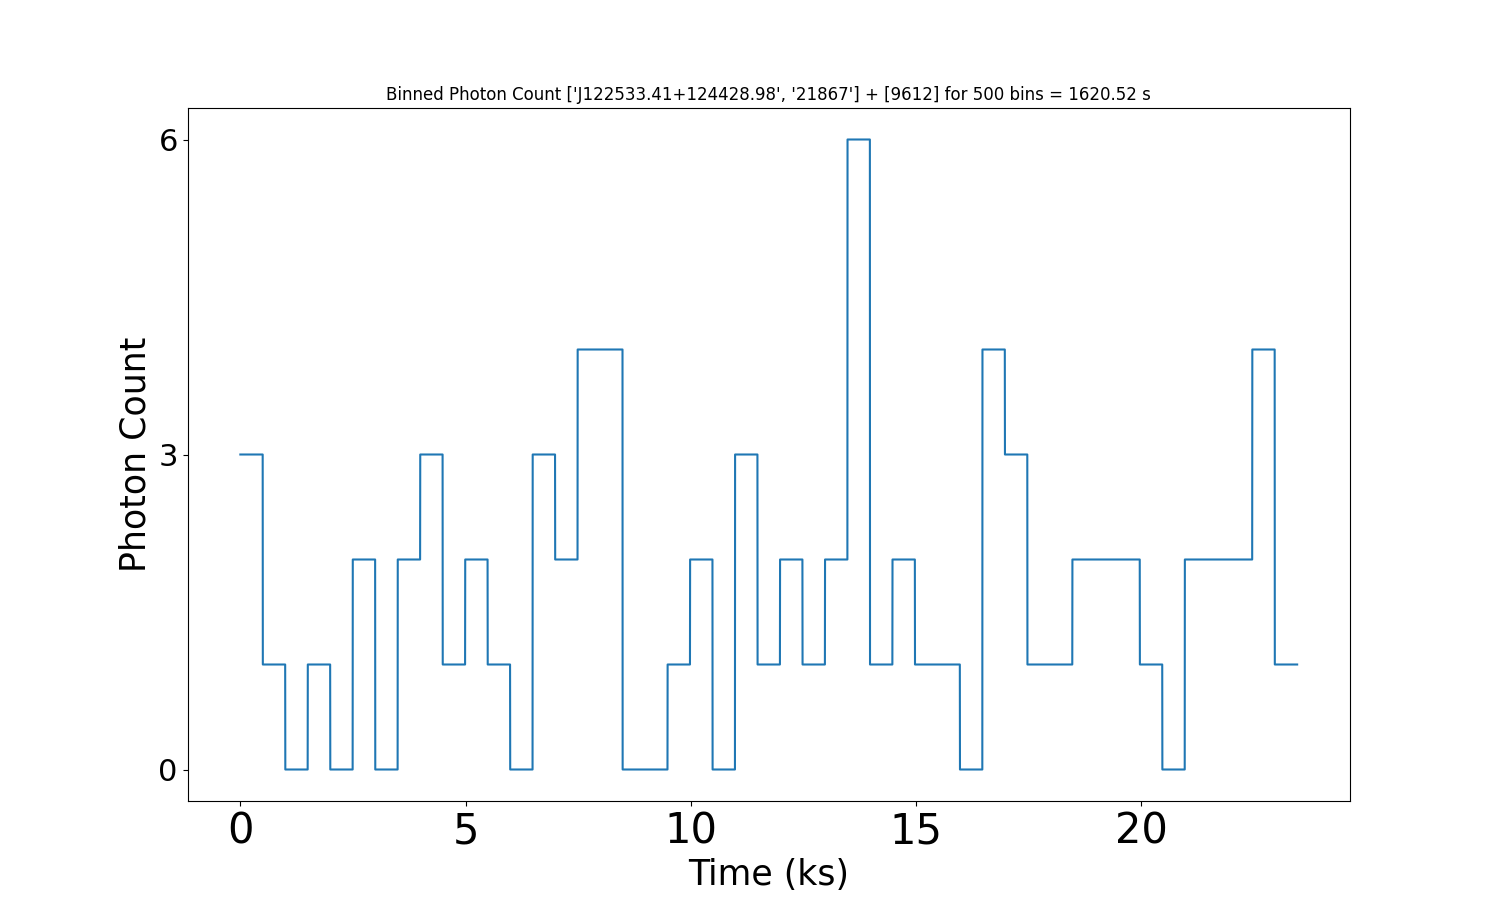 Binned Photon Count ['J122533.41+124428.98', '21867'] + [9612] for 500 bins = 1620.52 s
6
3
0
Photon Count
0 5 10 15 20
Time (ks)